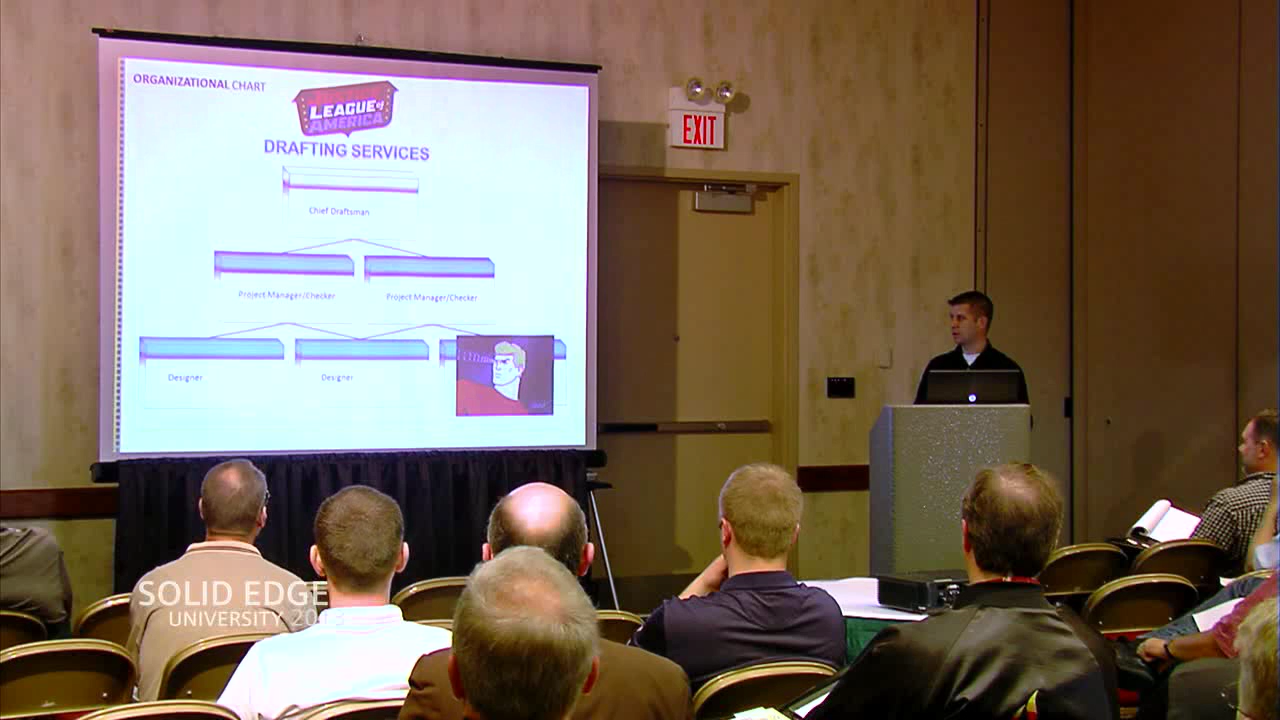 ORGANIZATIONAL CHART
LEAGUE of
AMERICA
DRAFTING SERVICES
Chief Draftsman
Project Manager/Checker
Project Manager/Checker
Designer
Designer
EXIT
SOLID EDGE
UNIVERSITY 2013